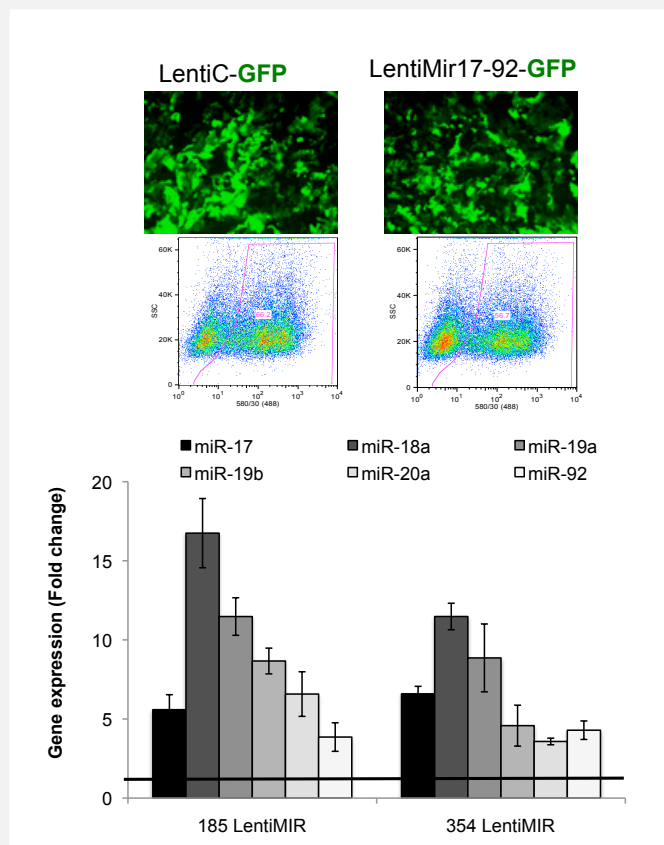 LentiC-GFP
LentiMir17-92-GFP
60K
40K
20K
0
SSC
56.7
10^0 10^1 10^2 10^3 10^4
580/30 (488)
60K
40K
20K
0
SSC
10^0 10^1 10^2 10^3 10^4
580/30 (488)
miR-17 miR-18a miR-19a
miR-19b miR-20a miR-92
Gene expression (Fold change)
20
15
10
5
0
185 LentiMIR 354 LentiMIR